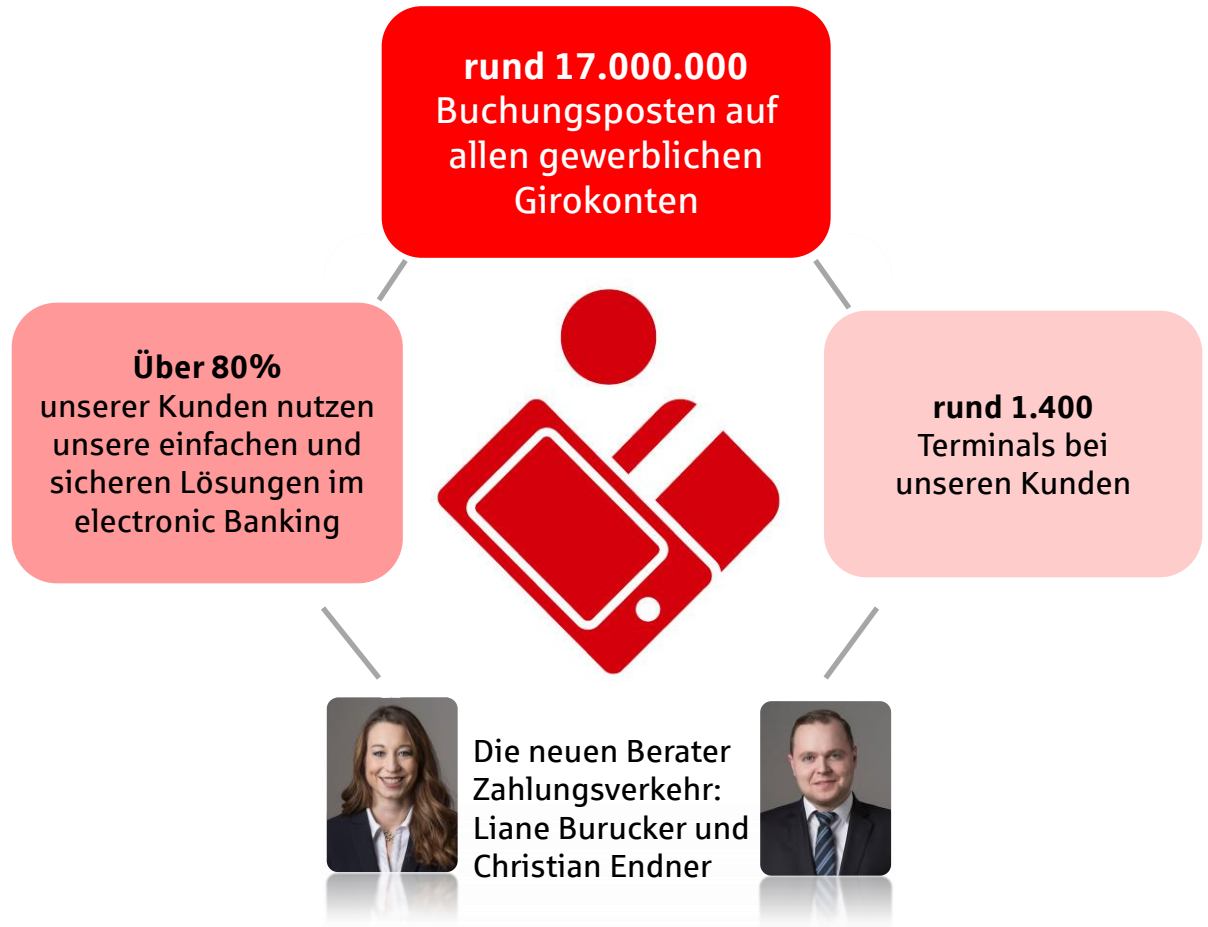 rund 17.000.000
Buchungsposten auf
allen gewerblichen
Girokonten
Über 80%
unserer Kunden nutzen
unsere einfachen und
sicheren Lösungen im
electronic Banking
rund 1.400
Terminals bei
unseren Kunden
Die neuen Berater
Zahlungsverkehr:
Liane Burucker und
Christian Endner